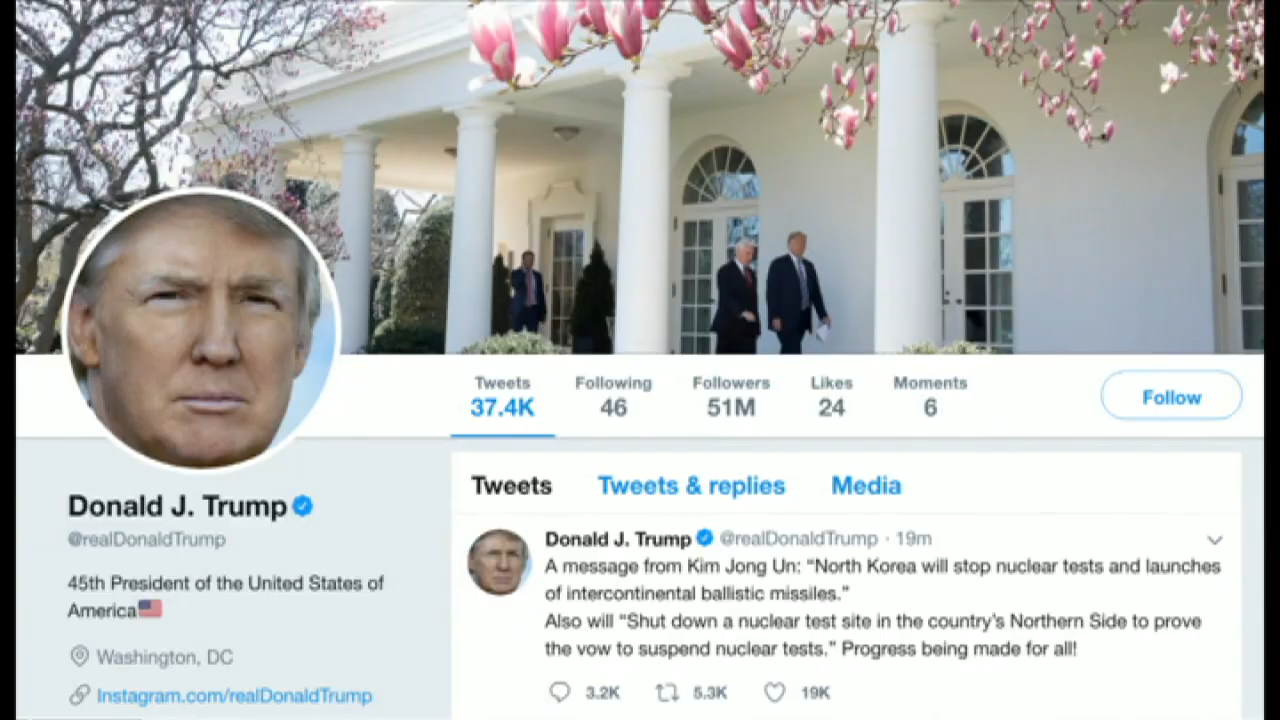 Tweets
37.4K
Following
46
Followers
51M
Likes
24
Moments
6
Follow
Donald J. Trump
@realDonaldTrump
45th President of the United States of
America
Washington, DC
Instagram.com/realDonaldTrump
Tweets Tweets & replies Media
Donald J. Trump @realDonaldTrump · 19m
A message from Kim Jong Un: “North Korea will stop nuclear tests and launches
of intercontinental ballistic missiles.”
Also will “Shut down a nuclear test site in the country’s Northern Side to prove
the vow to suspend nuclear tests.” Progress being made for all!
3.2K 5.3K 19K